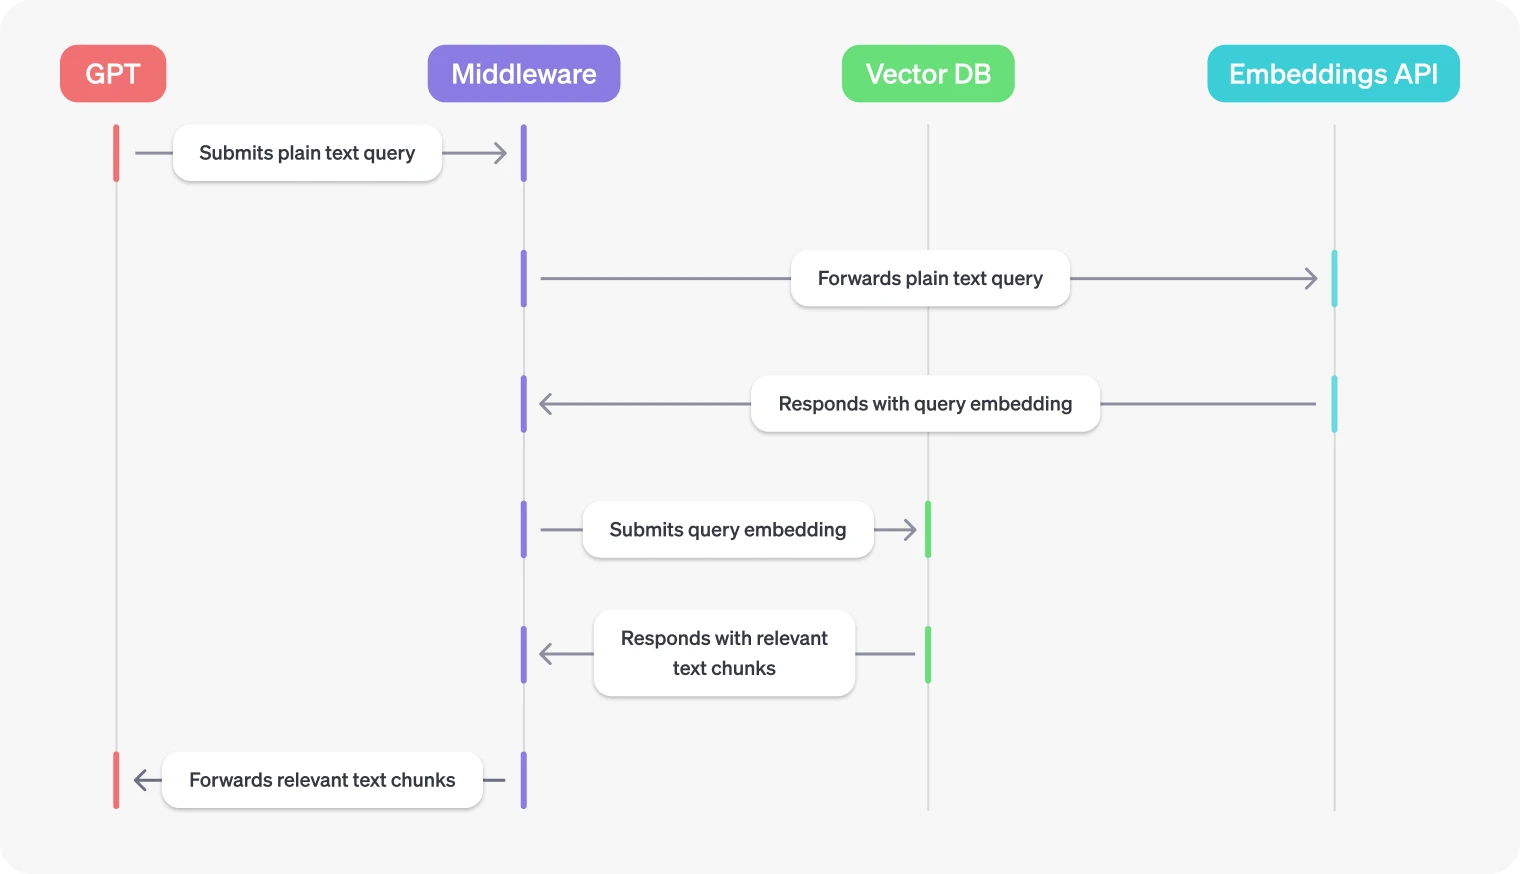 GPT
Middleware
Vector DB
Embeddings API
Submits plain text query
Forwards plain text query
Responds with query embedding
Submits query embedding
Responds with relevant
text chunks
Forwards relevant text chunks